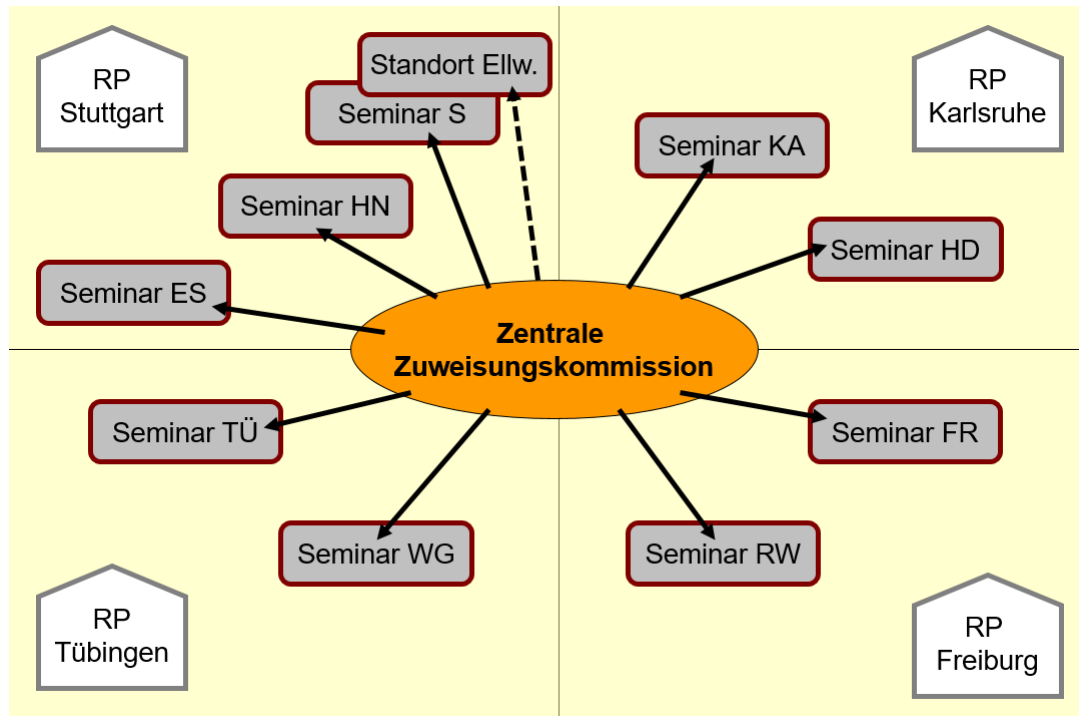 RP
Stuttgart
Standort Ellw.
Seminar S
Seminar HN
Seminar ES
RP
Karlsruhe
Seminar KA
Seminar HD
Zentrale
Zuweisungskommission
Seminar TÜ
Seminar WG
RP
Tübingen
Seminar FR
Seminar RW
RP
Freiburg